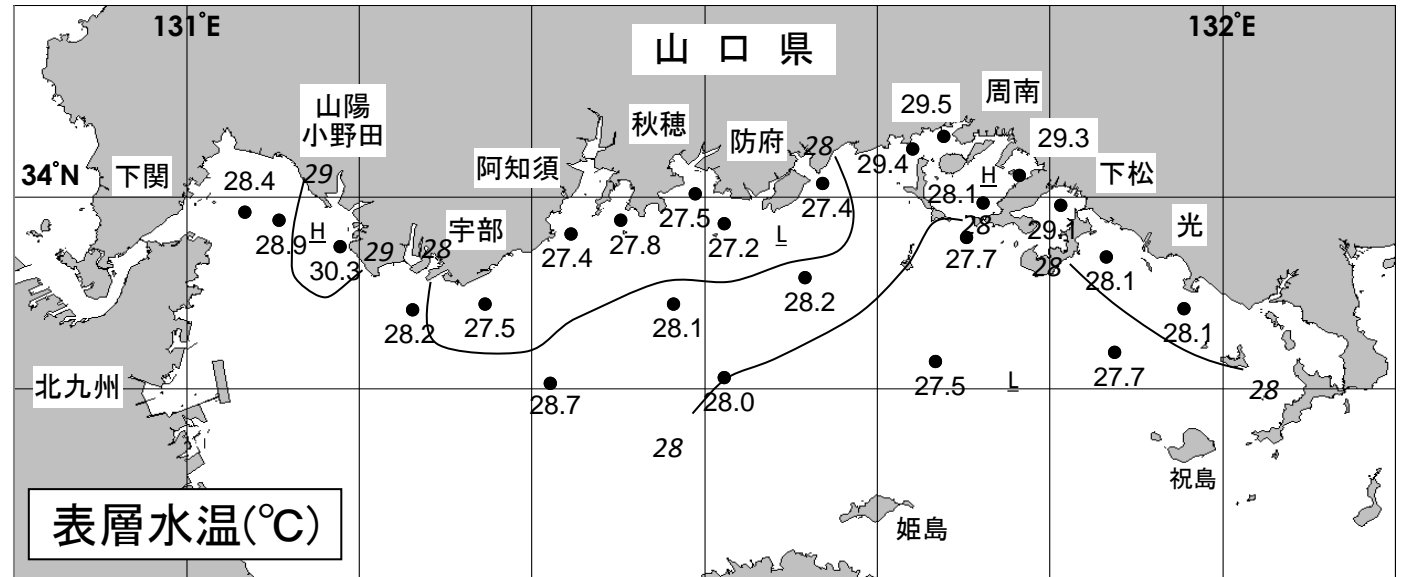 131°E
132°E
山 口 県
29.5
周南
山陽
小野田
秋穂
防府
28
29.4
29.3
34°N
下関
28.4
29
阿知須
28.1
H
下松
27.5
27.4
28.9
H
30.3
29
28
宇部
27.4
27.8
27.2
L
28
27.7
29.1
28
光
28.1
28.2
28.2
27.5
28.1
28.1
北九州
28.7
28.0
27.5
L
27.7
28
28
祝島
姫島
表層水温(℃)